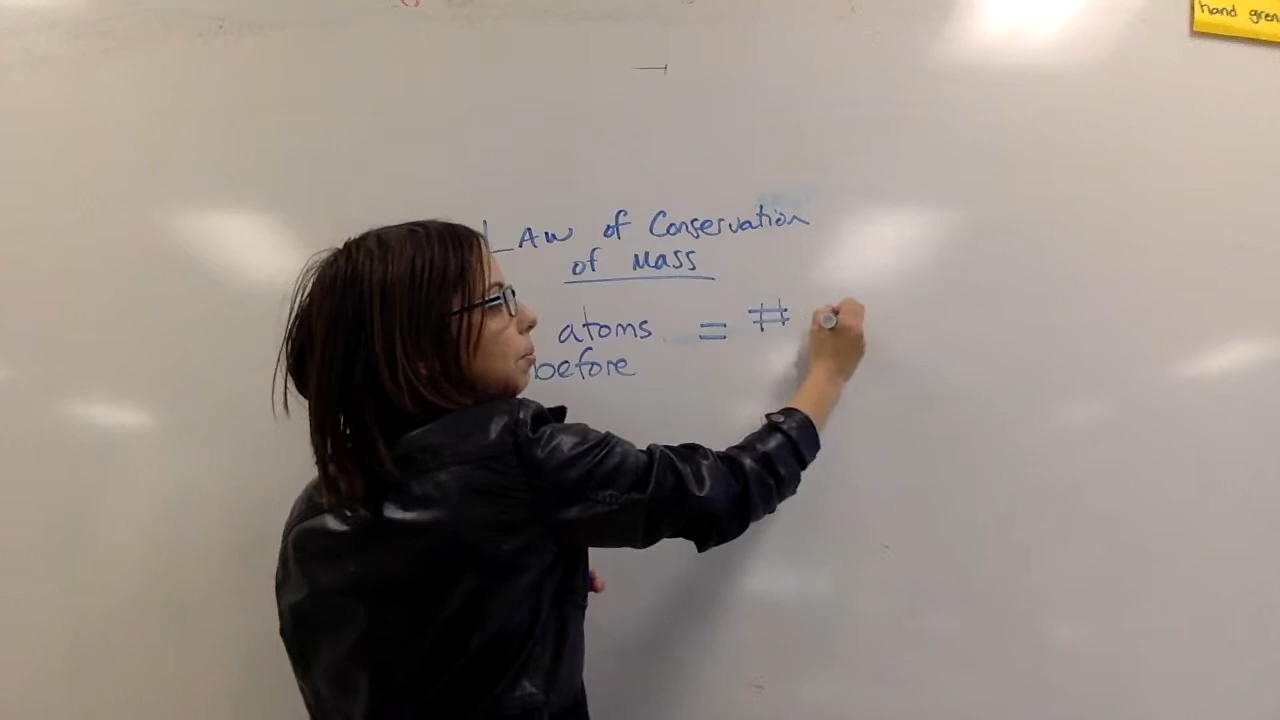 hand gren
Law of Conservation
of Mass
atoms = #
before